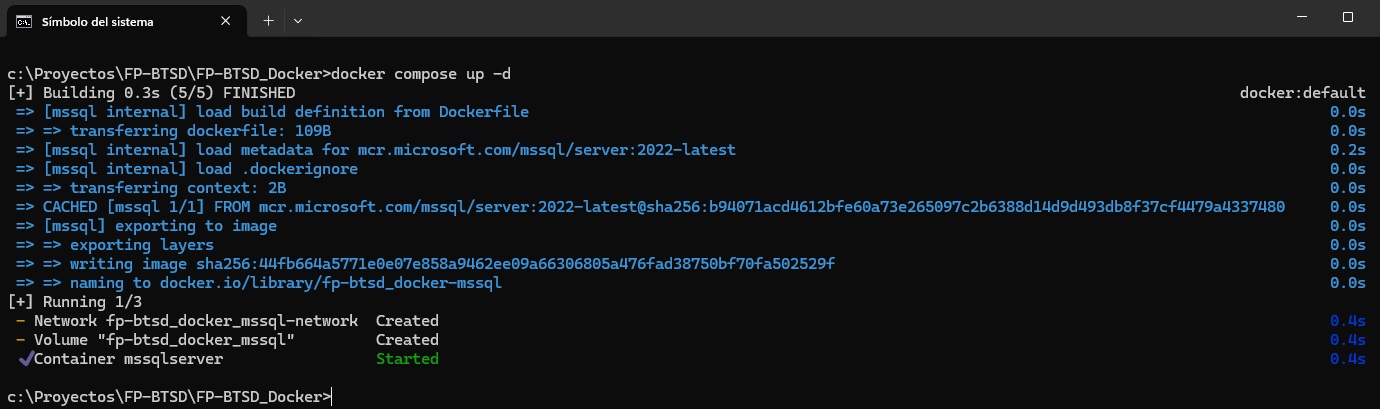 Símbolo del sistema
c:\Proyectos\FP-BTSD\FP-BTSD_Docker>docker compose up -d
[+] Building 0.3s (5/5) FINISHED docker:default
=> [mssql internal] load build definition from Dockerfile 0.0s
=> => transferring dockerfile: 109B 0.0s
=> [mssql internal] load metadata for mcr.microsoft.com/mssql/server:2022-latest 0.2s
=> [mssql internal] load .dockerignore 0.0s
=> => transferring context: 2B 0.0s
=> CACHED [mssql 1/1] FROM mcr.microsoft.com/mssql/server:2022-latest@sha256:b94071acd4612bfe60a73e265097c2b6388d14d9d493db8f37cf4479a4337480 0.0s
=> [mssql] exporting to image 0.0s
=> => exporting layers 0.0s
=> => writing image sha256:44fb664a5771e0e07e858a9462ee09a66306805a476fad38750bf70fa502529f 0.0s
=> => naming to docker.io/library/fp-btsd_docker-mssql 0.0s
[+] Running 1/3
- Network fp-btsd_docker_mssql-network Created 0.4s
- Volume "fp-btsd_docker_mssql" Created 0.4s
✔Container mssqlserver Started 0.4s
c:\Proyectos\FP-BTSD\FP-BTSD_Docker>